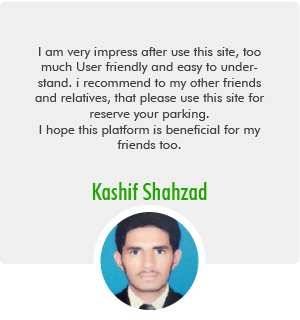 I am very impress after use this site, too
much User friendly and easy to under-
stand. i recommend to my other friends
and relatives, that please use this site for
reserve your parking.
I hope this platform is beneficial for my
friends too.
Kashif Shahzad